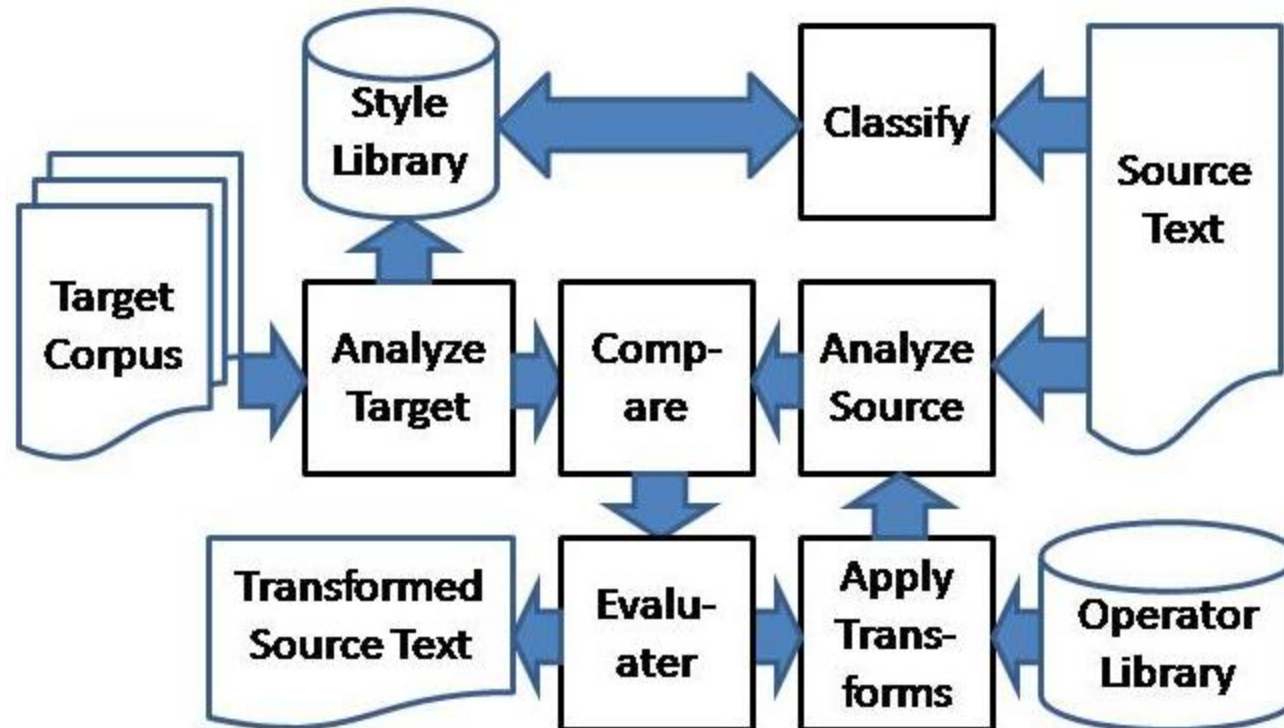 Style
Library
Classify
Source
Text
Target
Corpus
Analyze
Target
Comp-
are
Analyze
Source
Transformed
Source Text
Evalu-
ater
Apply
Trans-
forms
Operator
Library